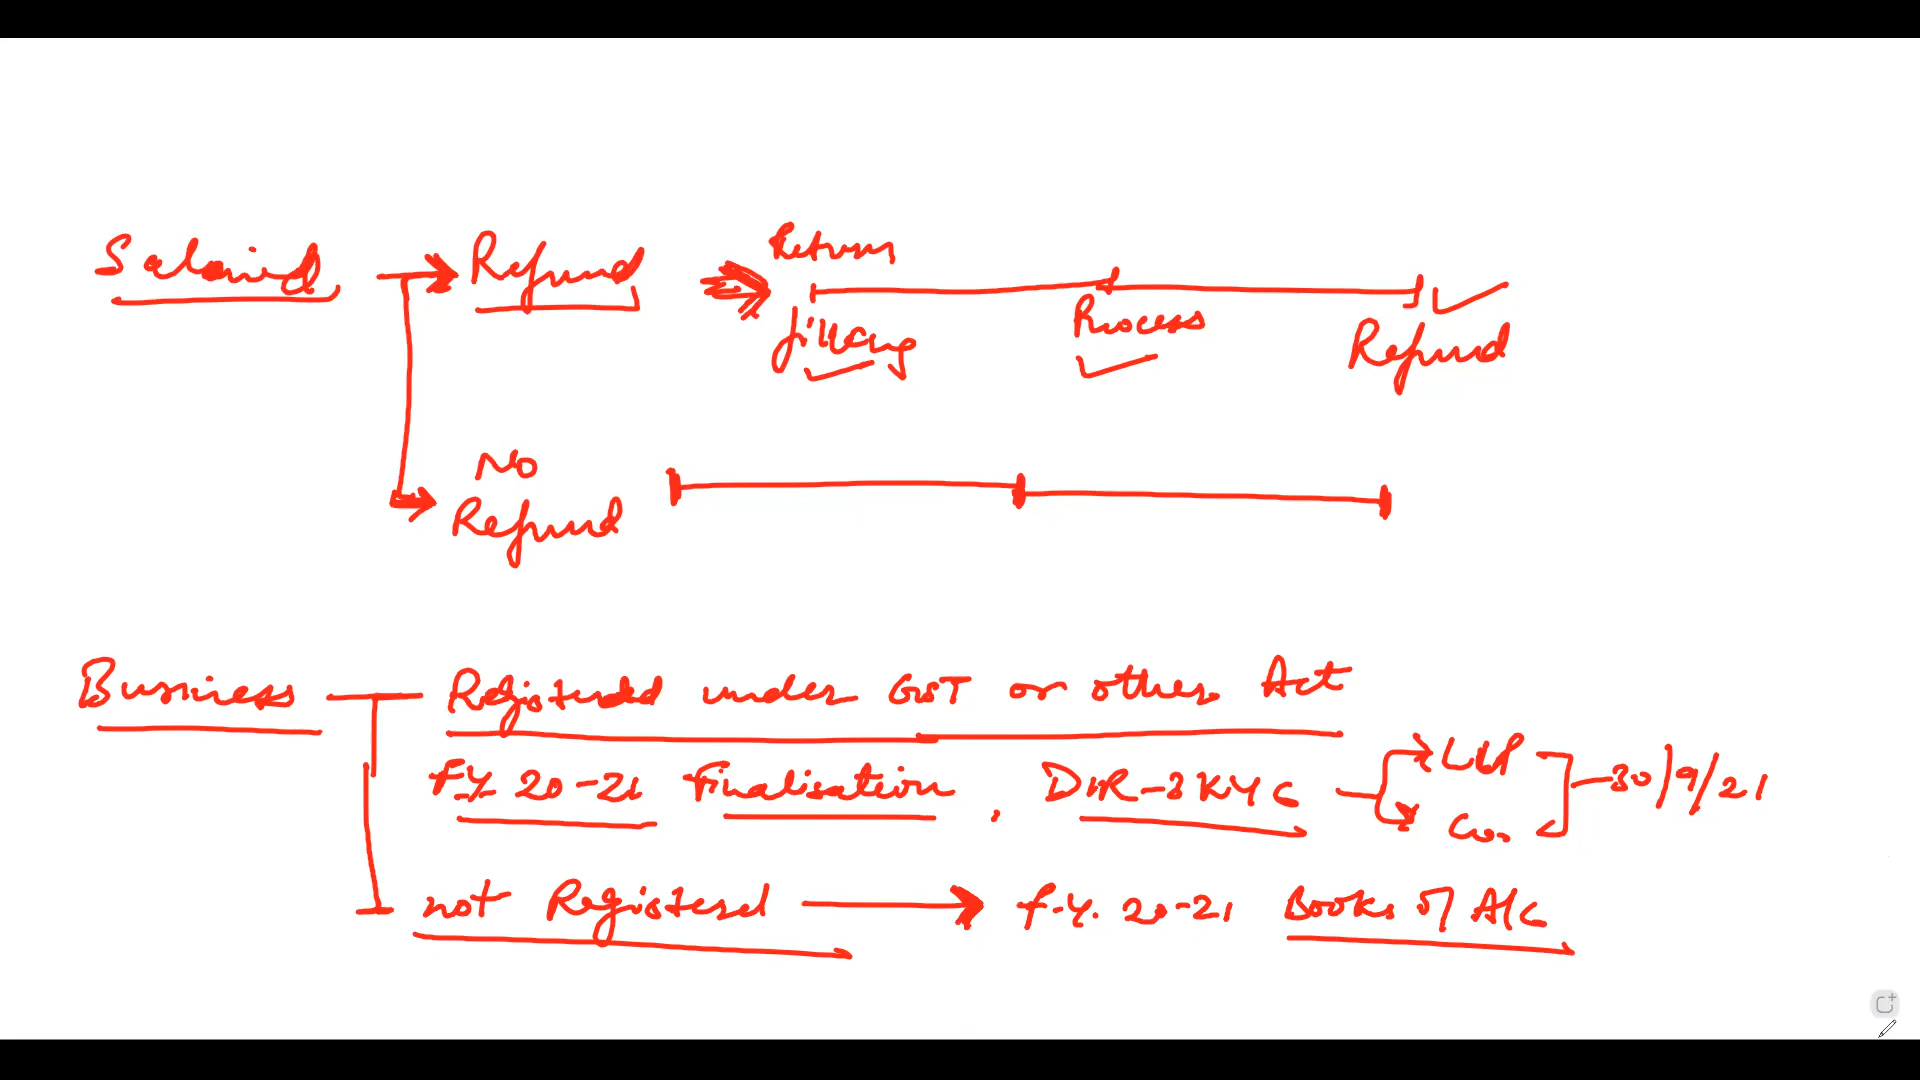 Salaried Refund Return
filling Process Refund
No
Refund
Business Registered under GST or other Act
F.Y. 20-21 Finalisation, DIR-3 KYC LLP 30/9/21
Co.
not Registered F.Y. 20-21 Books of A/c